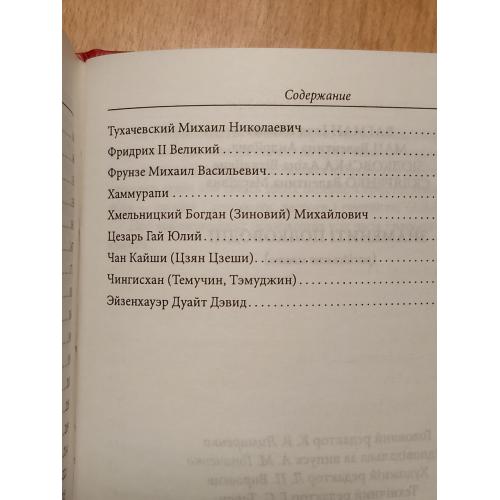 Содержание
Тухачевский Михаил Николаевич
Фридрих II Великий
Фрунзе Михаил Васильевич
Хаммурапи
Хмельницкий Богдан (Зиновий) Михайлович
Цезарь Гай Юлий
Чан Кайши (Цзян Цзеши)
Чингисхан (Темучин, Тэмуджин)
Эйзенхауэр Дуайт Дэвид